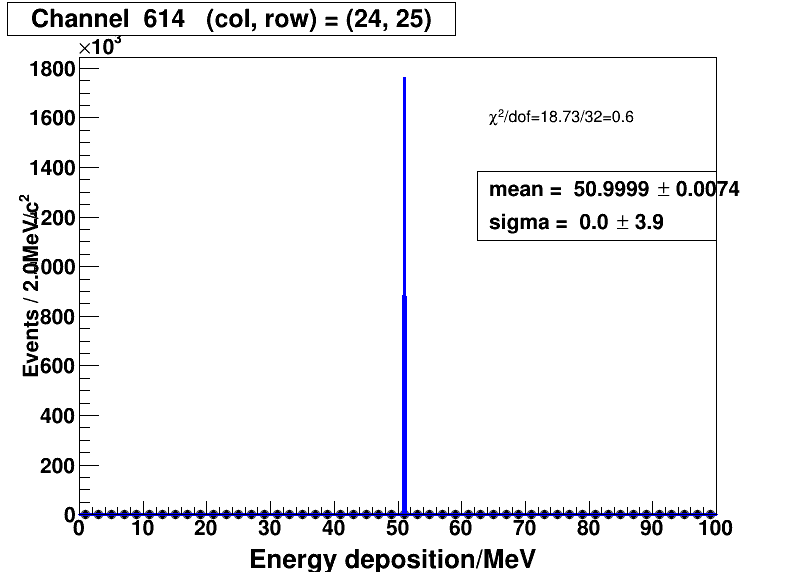 Channel  614   (col, row) = (24, 25)
×10³
1800
1600
1400
1200
1000
800
600
400
200
0
Events / 2.0MeV/c²
χ²/dof=18.73/32=0.6
mean =  50.9999 ± 0.0074
sigma =  0.0 ± 3.9
0 10 20 30 40 50 60 70 80 90 100
Energy deposition/MeV